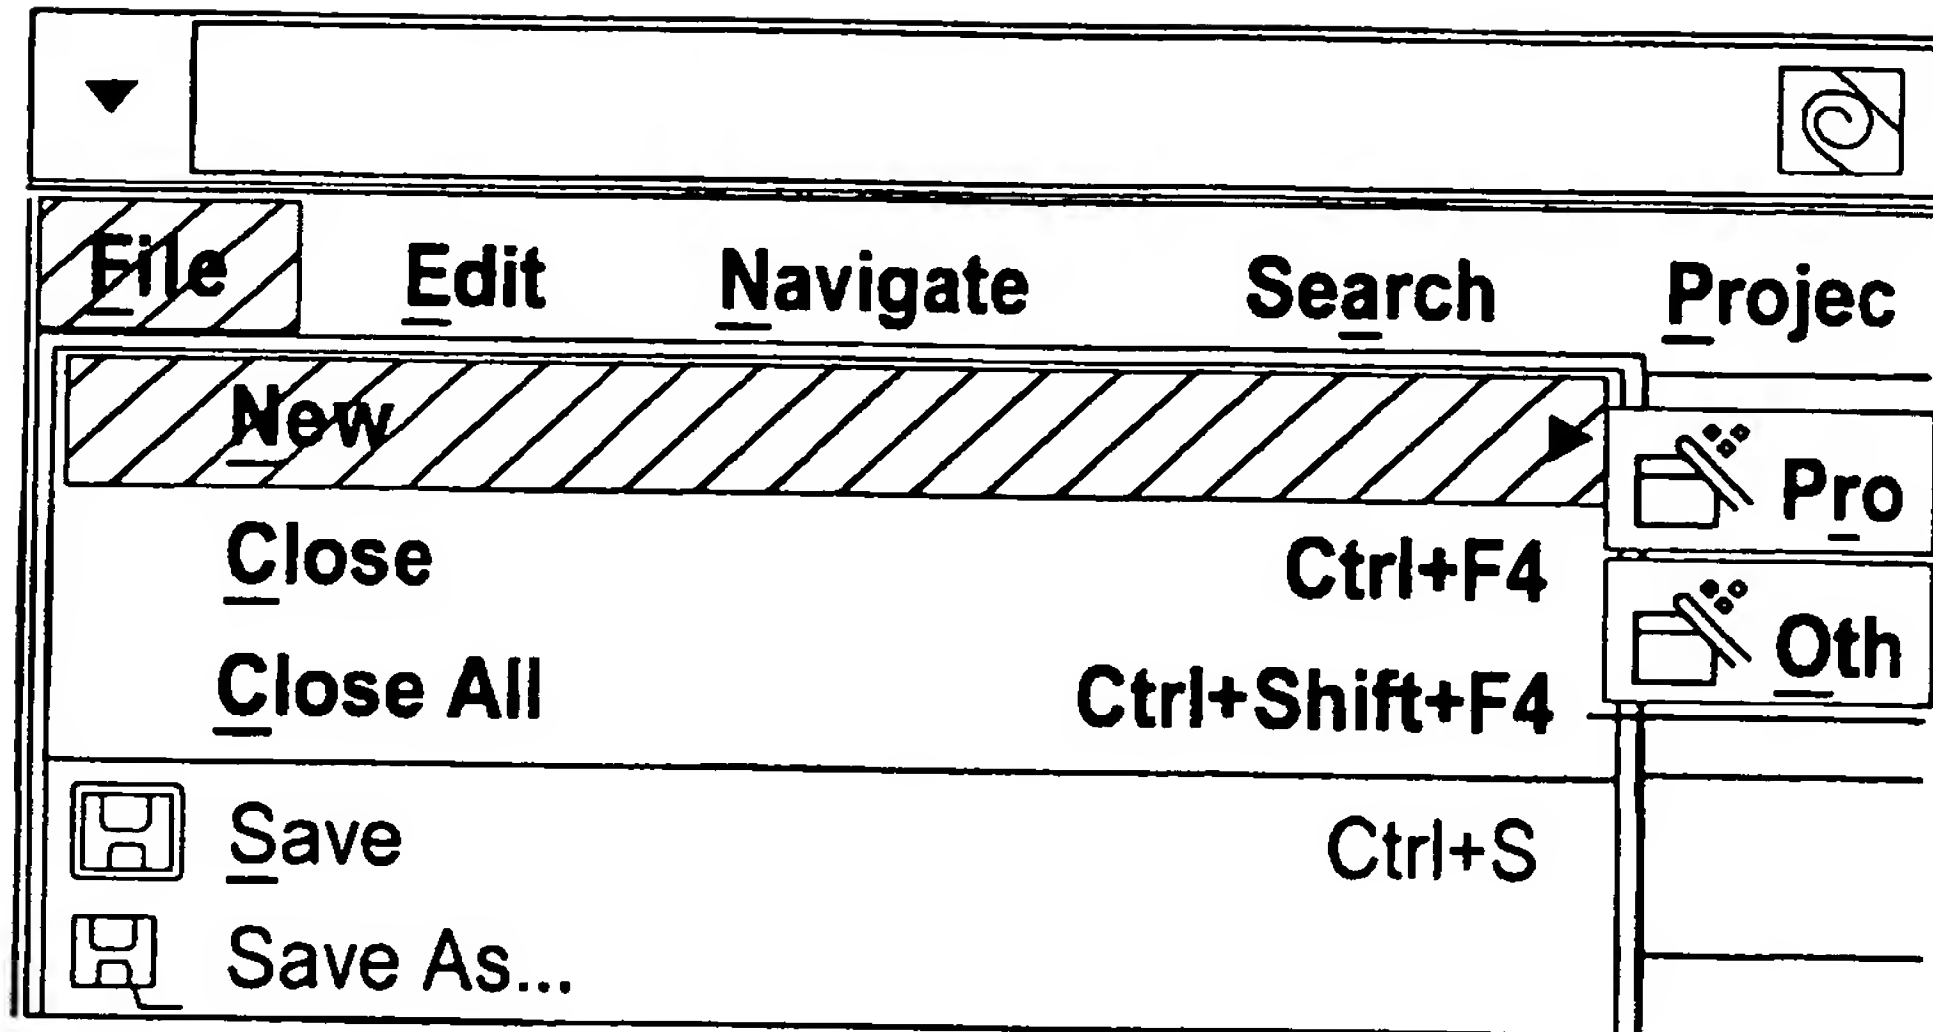 File Edit Navigate Search Projec
New Pro
Close Ctrl+F4
Oth
Close All Ctrl+Shift+F4
Save Ctrl+S
Save As...